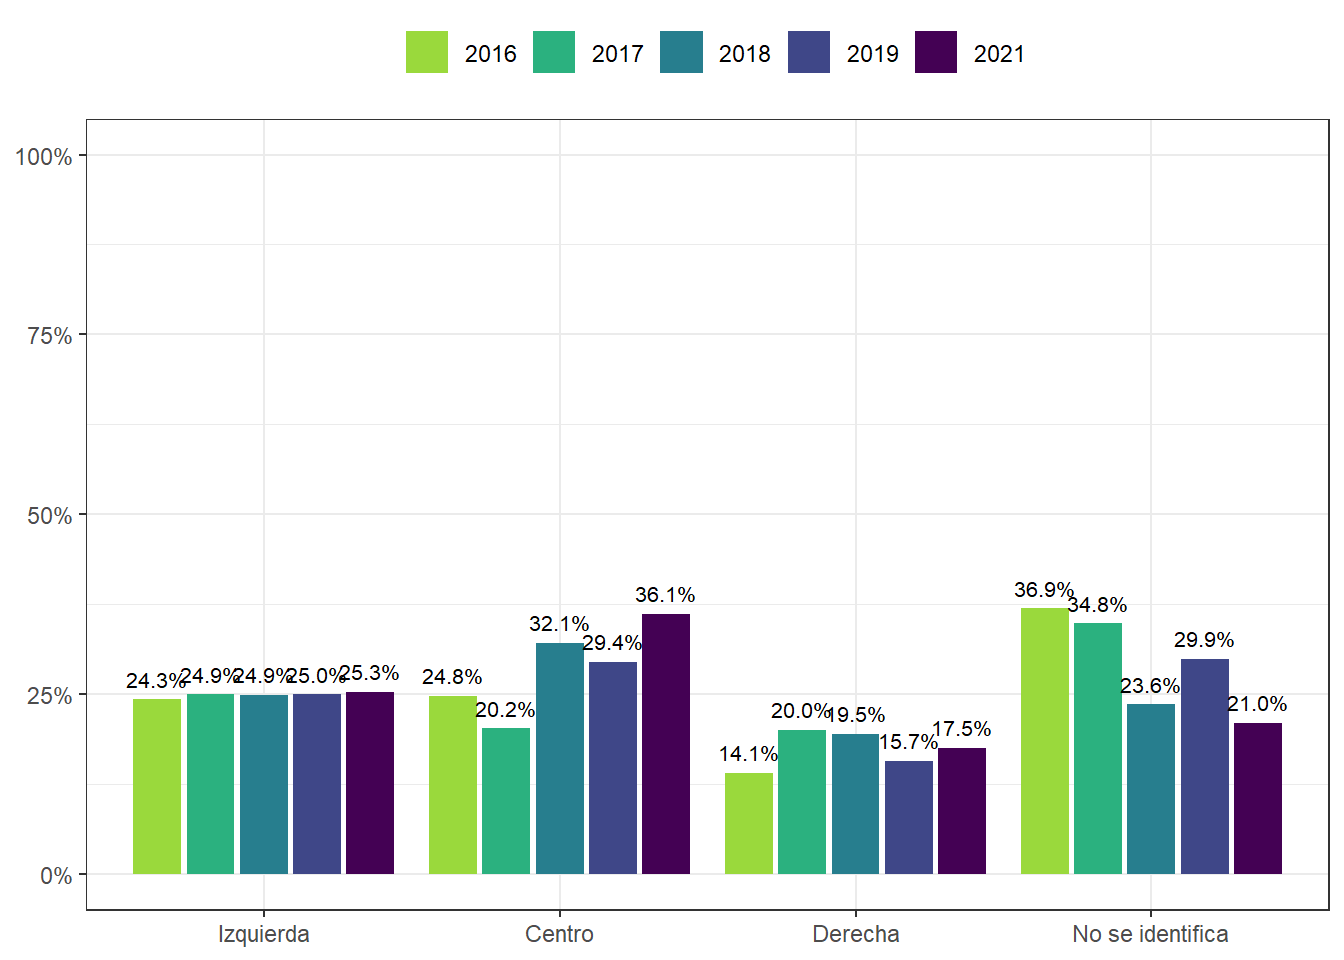 2016 2017 2018 2019 2021
100%
75%
50%
25%
0%
24.3% 24.9% 24.9% 25.0% 25.3%
24.8% 20.2% 32.1% 29.4% 36.1%
14.1% 20.0% 19.5% 15.7% 17.5%
36.9% 34.8% 23.6% 29.9% 21.0%
Izquierda Centro Derecha No se identifica